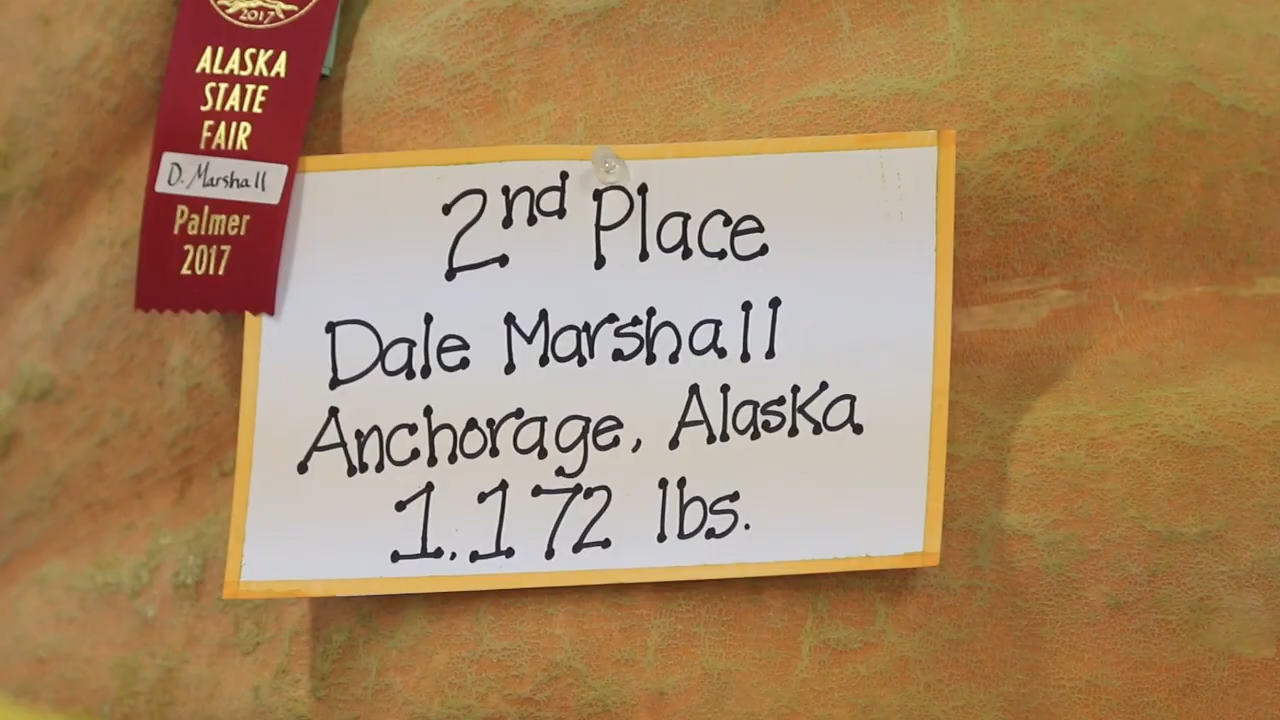 2017
ALASKA
STATE
FAIR
D. Marshall
Palmer
2017
2nd Place
Dale Marshall
Anchorage, Alaska
1.172 lbs.